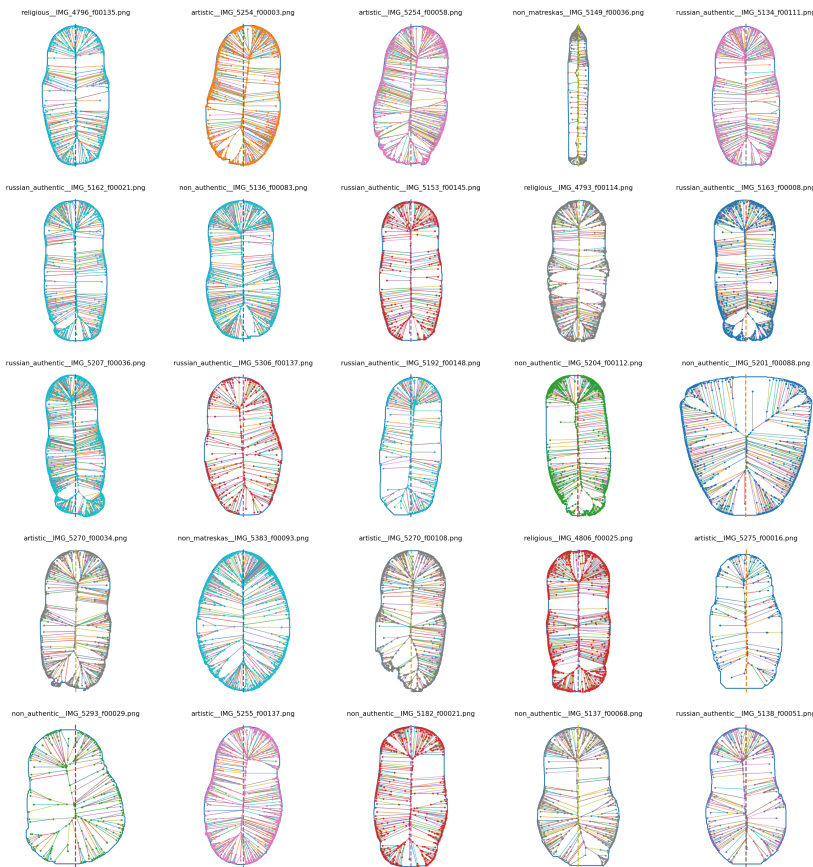 religious__IMG_4796_f00135.png
artistic__IMG_5254_f00003.png
artistic__IMG_5254_f00058.png
non_matreskas__IMG_5149_f00036.png
russian_authentic__IMG_5134_f00111.png
russian_authentic__IMG_5162_f00021.png
non_authentic__IMG_5136_f00083.png
russian_authentic__IMG_5153_f00145.png
religious__IMG_4793_f00114.png
russian_authentic__IMG_5163_f00008.png
russian_authentic__IMG_5207_f00036.png
russian_authentic__IMG_5306_f00137.png
russian_authentic__IMG_5192_f00148.png
non_authentic__IMG_5204_f00112.png
non_authentic__IMG_5201_f00088.png
artistic__IMG_5270_f00034.png
non_matreskas__IMG_5383_f00093.png
artistic__IMG_5270_f00108.png
religious__IMG_4806_f00025.png
artistic__IMG_5275_f00016.png
non_authentic__IMG_5293_f00029.png
artistic__IMG_5255_f00137.png
non_authentic__IMG_5182_f00021.png
non_authentic__IMG_5137_f00068.png
russian_authentic__IMG_5138_f00051.png